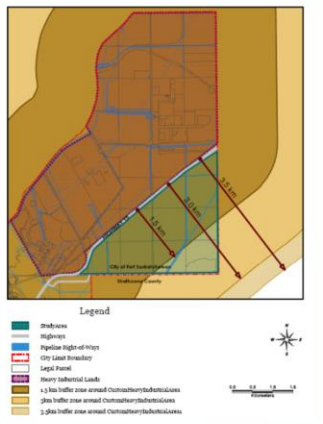 3.5 km
3.0 km
1.5 km
City of Fort Saskatchewan
Strathcona County
Legend
Studyarea
Highways
Pipeline Right-of-Ways
City Limit Boundary
Legal Parcel
Heavy Industrial Lands
1.5 km buffer zone around CustomHeavyIndustrialArea
3km buffer zone around CustomHeavyIndustrialArea
5.5km buffer zone around CustomHeavyIndustrialArea
N
Kilometers